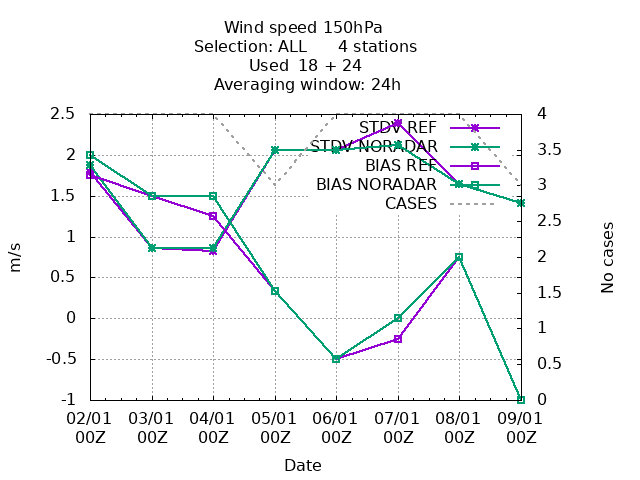 Wind speed 150hPa
Selection: ALL      4 stations
Used  18 + 24
Averaging window: 24h
2.5
2
1.5
1
0.5
0
-0.5
-1
m/s
4
3.5
3
2.5
2
1.5
1
0.5
0
No cases
STDV REF
STDV NORADAR
BIAS REF
BIAS NORADAR
CASES
02/01 03/01 04/01 05/01 06/01 07/01 08/01 09/01
00Z 00Z 00Z 00Z 00Z 00Z 00Z 00Z
Date